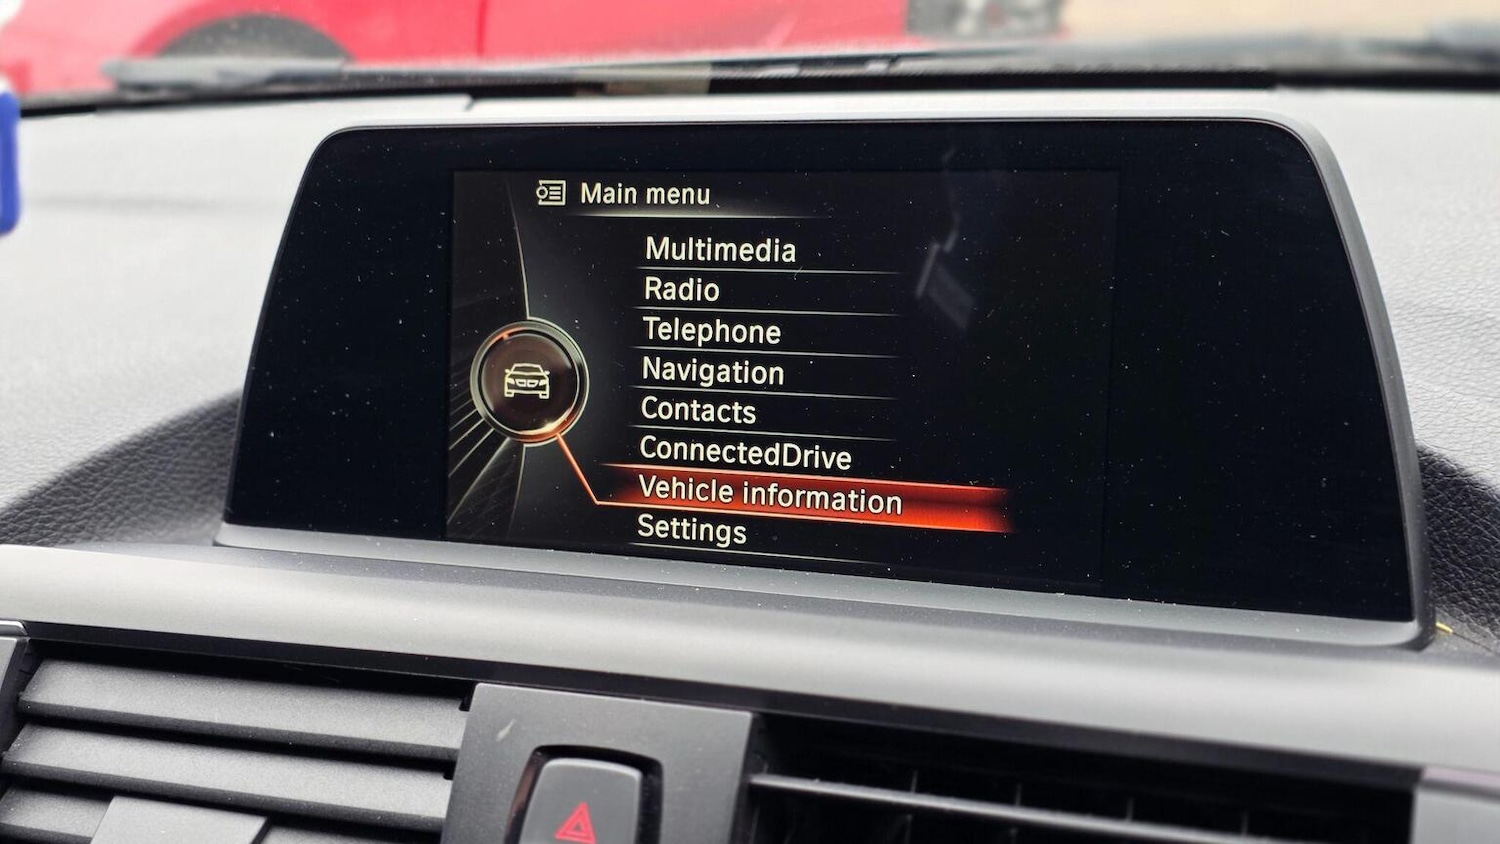 Main menu
Multimedia
Radio
Telephone
Navigation
Contacts
ConnectedDrive
Vehicle information
Settings